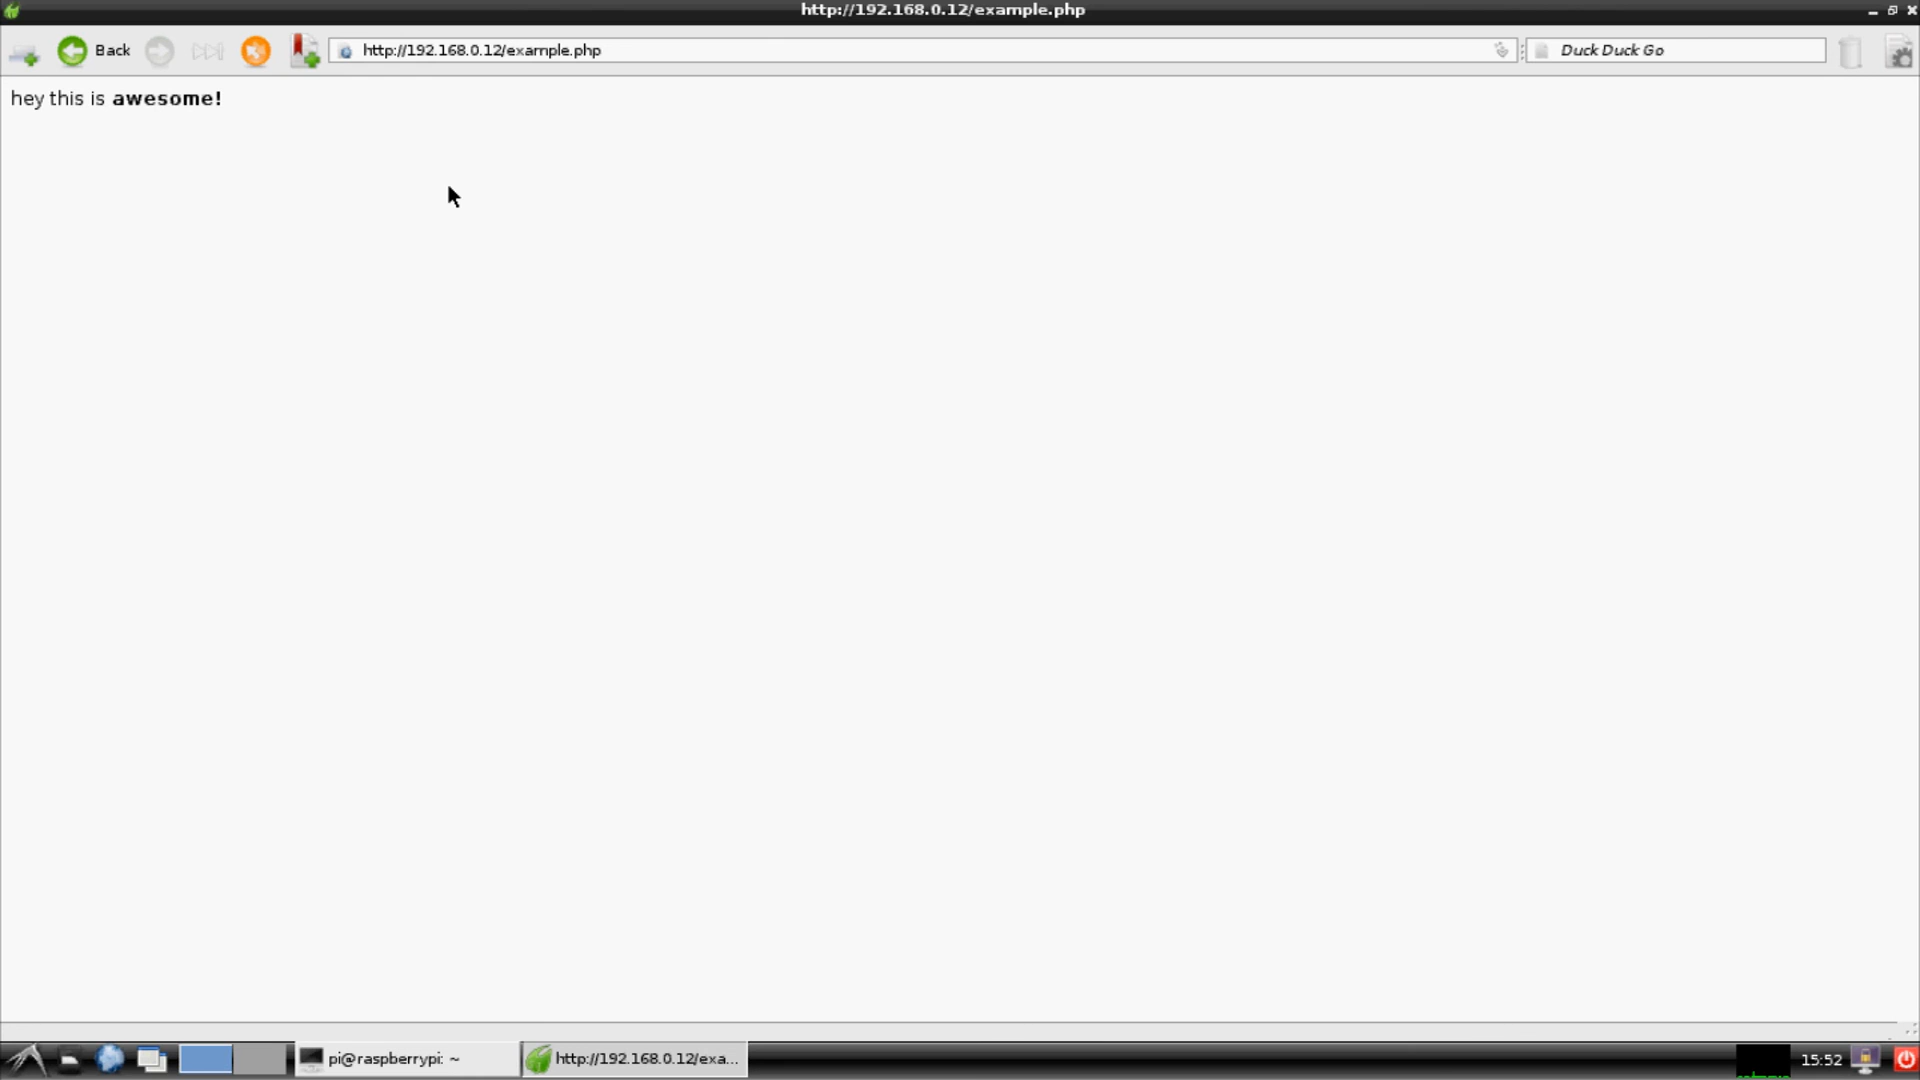 http://192.168.0.12/example.php
Back
http://192.168.0.12/example.php
Duck Duck Go
hey this is awesome!
pi@raspberrypi: ~
http://192.168.0.12/exa...
15:52